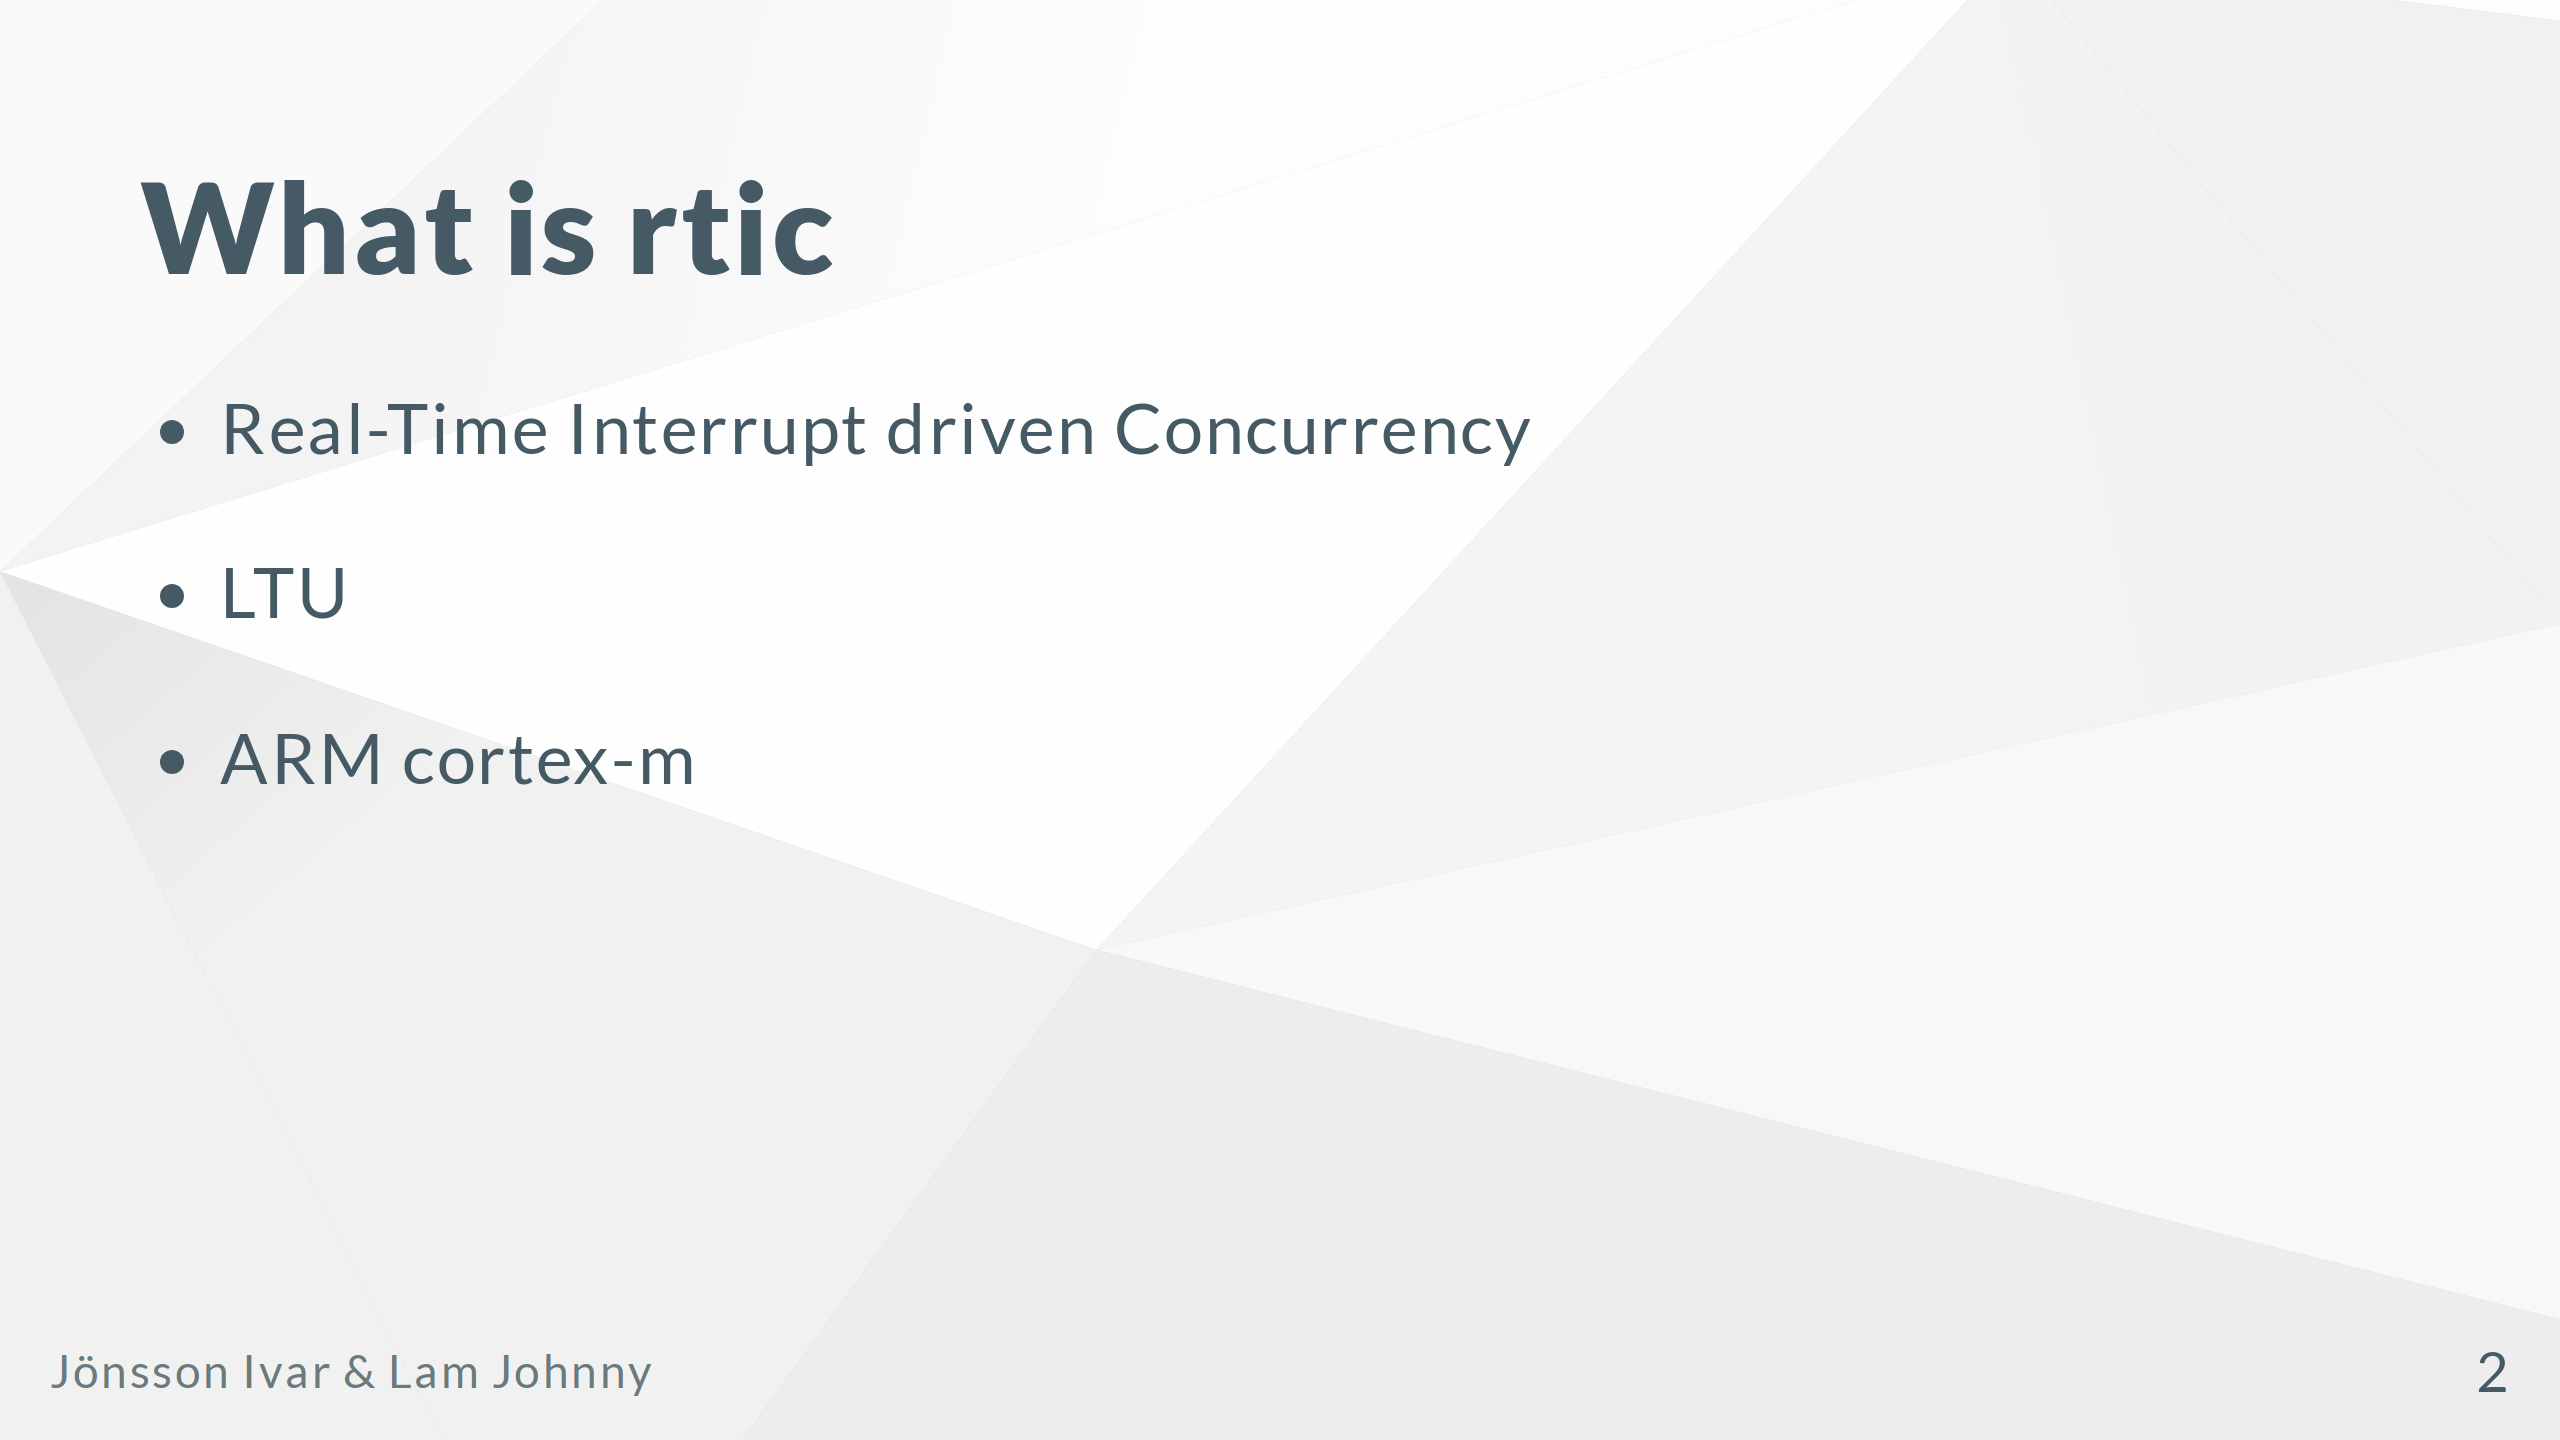 What is rtic
• Real-Time Interrupt driven Concurrency
• LTU
• ARM cortex-m
Jönsson Ivar & Lam Johnny
2